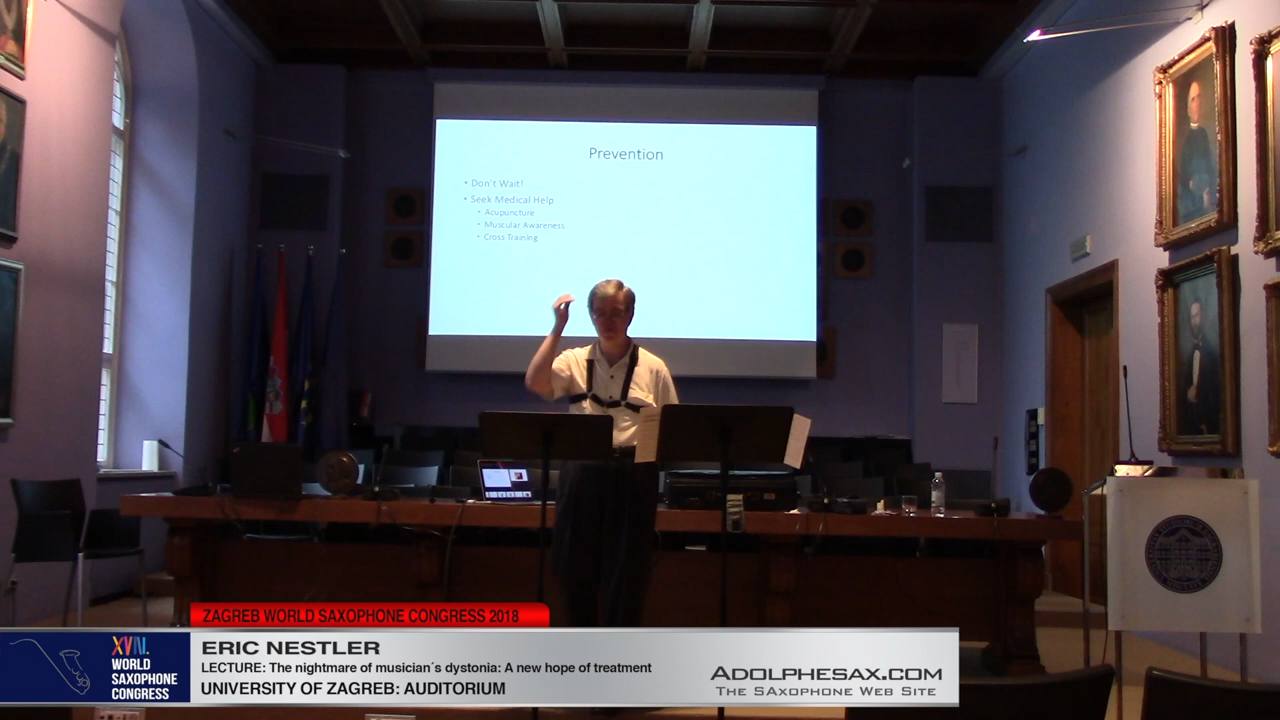 Prevention
• Don't Wait!
• Seek Medical Help
• Acupuncture
• Muscular Awareness
• Cross Training
ZAGREB WORLD SAXOPHONE CONGRESS 2018
XVIII.
WORLD
SAXOPHONE
CONGRESS
ERIC NESTLER
LECTURE: The nightmare of musician´s dystonia: A new hope of treatment
UNIVERSITY OF ZAGREB: AUDITORIUM
ADOLPHESAX.COM
THE SAXOPHONE WEB SITE